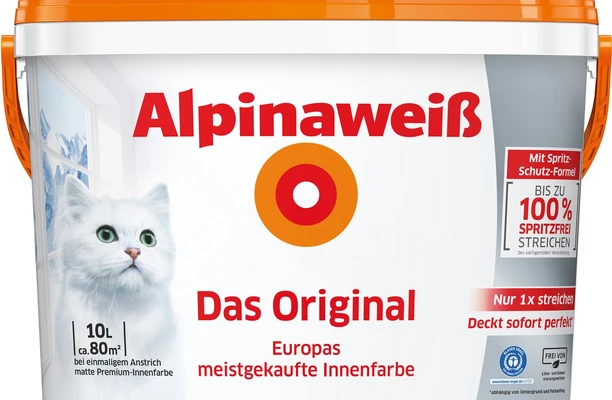 Alpinaweiß
Mit Spritz-
Schutz-Formel
BIS ZU
100%
SPRITZFREI
STREICHEN
bei sachgemäßer Verarbeitung
Das Original
Nur 1x streichen
Deckt sofort perfekt*
10L
ca. 80m²
bei einmaligem Anstrich
matte Premium-Innenfarbe
Europas
meistgekaufte Innenfarbe
FREI VON
*abhängig von Untergrund und Farbauftrag